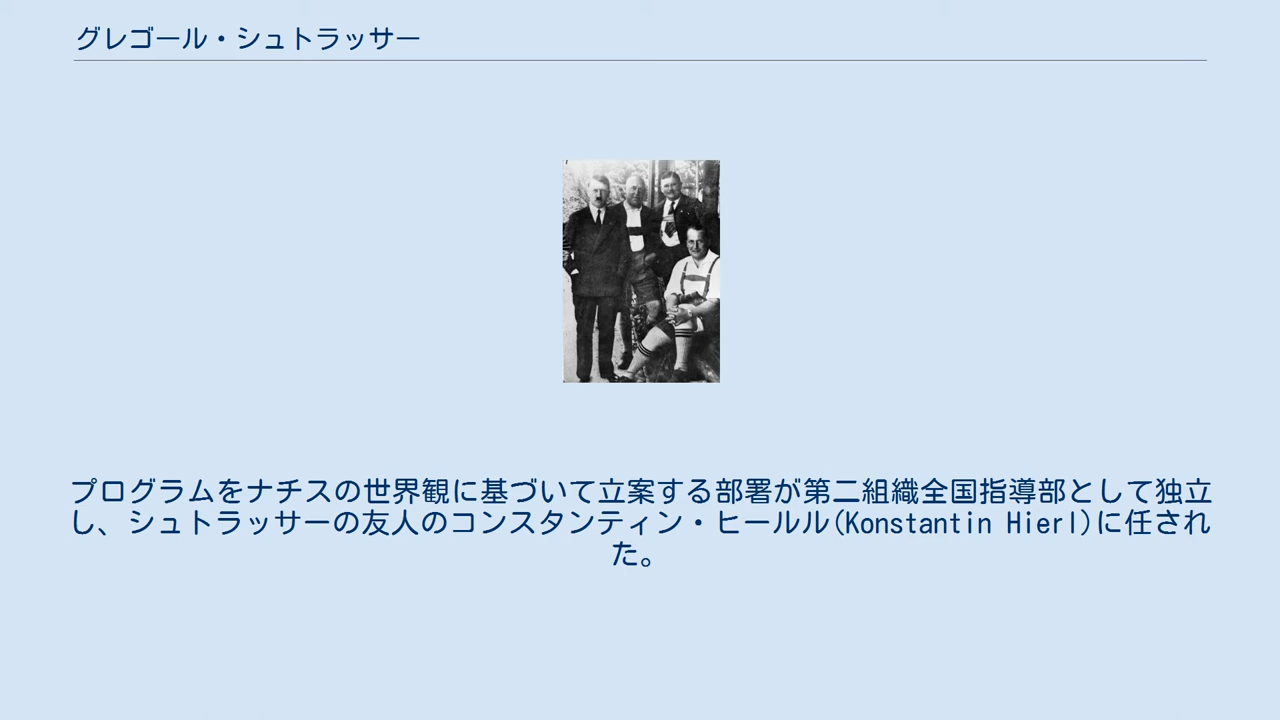 グレゴール・シュトラッサー
プログラムをナチスの世界観に基づいて立案する部署が第二組織全国指導部として独立
し、シュトラッサーの友人のコンスタンティン・ヒールル(Konstantin Hierl)に任され
た。